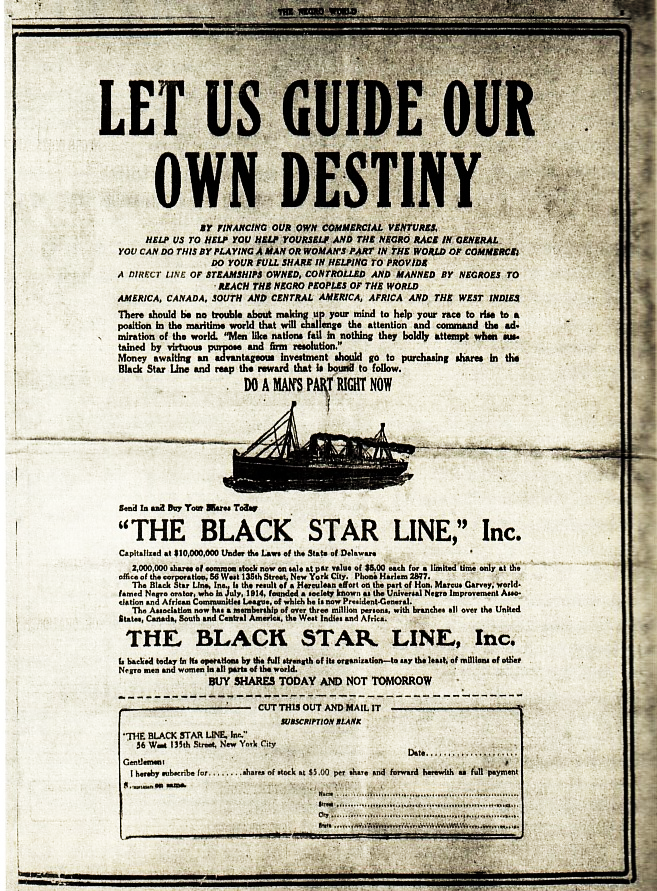 THE NEGRO WORLD
LET US GUIDE OUR
OWN DESTINY
BY FINANCING OUR OWN COMMERCIAL VENTURES,
HELP US TO HELP YOU HELP YOURSELF AND THE NEGRO RACE IN GENERAL
YOU CAN DO THIS BY PLAYING A MAN OR WOMAN'S PART IN THE WORLD OF COMMERCE;
DO YOUR FULL SHARE IN HELPING TO PROVIDE
A DIRECT LINE OF STEAMSHIPS OWNED, CONTROLLED AND MANNED BY NEGROES TO
REACH THE NEGRO PEOPLES OF THE WORLD
AMERICA, CANADA, SOUTH AND CENTRAL AMERICA, AFRICA AND THE WEST INDIES
There should be no trouble about making up your mind to help your race to rise to a
position in the maritime world that will challenge the attention and command the ad-
miration of the world. "Men like nations fail in nothing they boldly attempt when sus-
tained by virtuous purpose and firm resolution."
Money awaiting an advantageous investment should go to purchasing shares in the
Black Star Line and reap the reward that is bound to follow.
DO A MAN'S PART RIGHT NOW
Send In and Buy Your Shares Today
"THE BLACK STAR LINE," Inc.
Capitalized at $10,000,000 Under the Laws of the State of Delaware
2,000,000 shares of common stock now on sale at par value of $5.00 each for a limited time only at the
office of the corporation, 56 West 135th Street, New York City. Phone Harlem 2877.
The Black Star Line, Inc., is the result of a Herculean effort on the part of Hon. Marcus Garvey, world-
famed Negro orator, who in July, 1914, founded a society known as the Universal Negro Improvement Asso-
ciation and African Communities League, of which he is now President-General.
The Association now has a membership of over three million persons, with branches all over the United
States, Canada, South and Central America, the West Indies and Africa.
THE BLACK STAR LINE, Inc.
is backed today in its operations by the full strength of its organization—to say the least, of millions of other
Negro men and women in all parts of the world.
BUY SHARES TODAY AND NOT TOMORROW
CUT THIS OUT AND MAIL IT
SUBSCRIPTION BLANK
"THE BLACK STAR LINE, Inc."
56 West 135th Street, New York City
Date....................
Gentlemen:
I hereby subscribe for........shares of stock at $5.00 per share and forward herewith as full payment
$........ on same.
Name ........................
Street ........................
City ........................
State ........................